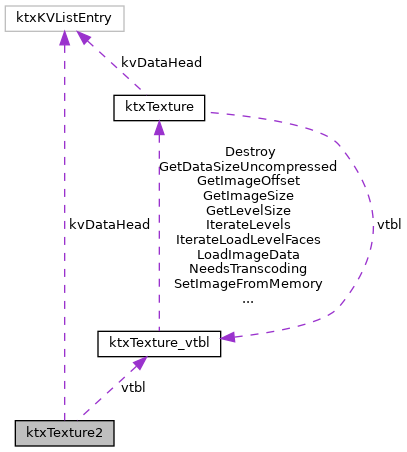 ktxKVListEntry
kvDataHead
ktxTexture
Destroy
GetDataSizeUncompressed
GetImageOffset
GetImageSize
GetLevelSize
IterateLevels
IterateLoadLevelFaces
LoadImageData
NeedsTranscoding
SetImageFromMemory
...
kvDataHead
vtbl
ktxTexture_vtbl
vtbl
ktxTexture2